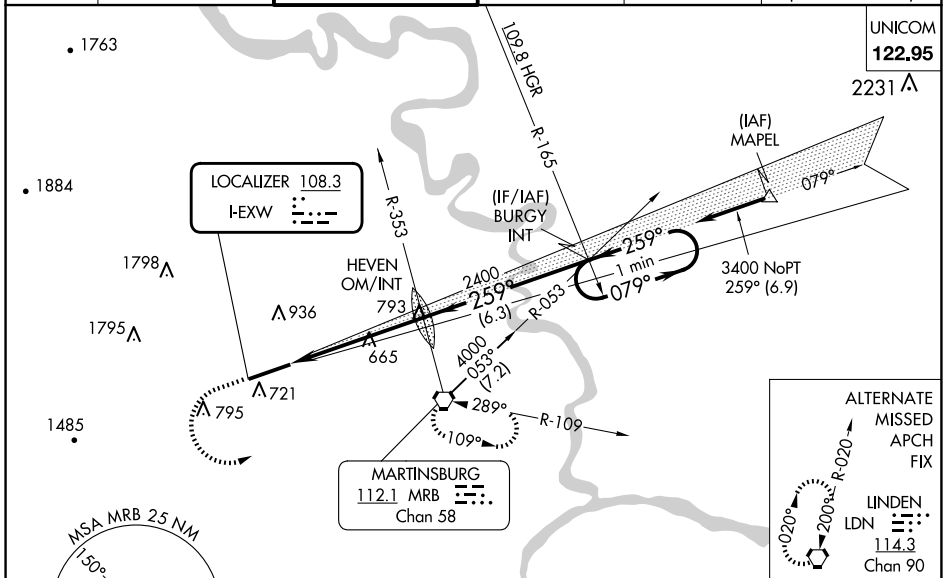 1763
UNICOM
122.95
2231
109.8 HGR
R-165
(IAF)
MAPEL
079°
1884
LOCALIZER 108.3
I-EXW
R-353
(IF/IAF)
BURGY
INT
259°
1 min
079°
3400 NoPT
259° (6.9)
1798
HEVEN
OM/INT
2400
259°
(6.3)
793
936
1795
665
R-053
4000
053°
(7.2)
721
795
1485
289°
R-109
109°
MARTINSBURG
112.1 MRB
Chan 58
ALTERNATE
MISSED
APCH
FIX
R-020
020°
200°
LINDEN
LDN
114.3
Chan 90
MSA MRB 25 NM
150°